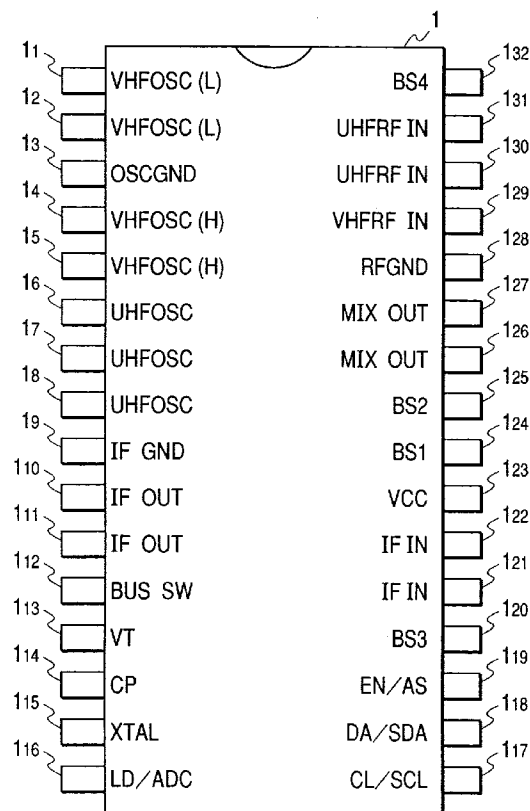 1
1₁ VHFOSC (L) BS4 1₃₂
1₂ VHFOSC (L) UHFRF IN 1₃₁
1₃ OSCGND UHFRF IN 1₃₀
1₄ VHFOSC (H) VHFRF IN 1₂₉
1₅ VHFOSC (H) RFGND 1₂₈
1₆ UHFOSC MIX OUT 1₂₇
1₇ UHFOSC MIX OUT 1₂₆
1₈ UHFOSC BS2 1₂₅
1₉ IF GND BS1 1₂₄
1₁₀ IF OUT VCC 1₂₃
1₁₁ IF OUT IF IN 1₂₂
1₁₂ BUS SW IF IN 1₂₁
1₁₃ VT BS3 1₂₀
1₁₄ CP EN/AS 1₁₉
1₁₅ XTAL DA/SDA 1₁₈
1₁₆ LD/ADC CL/SCL 1₁₇